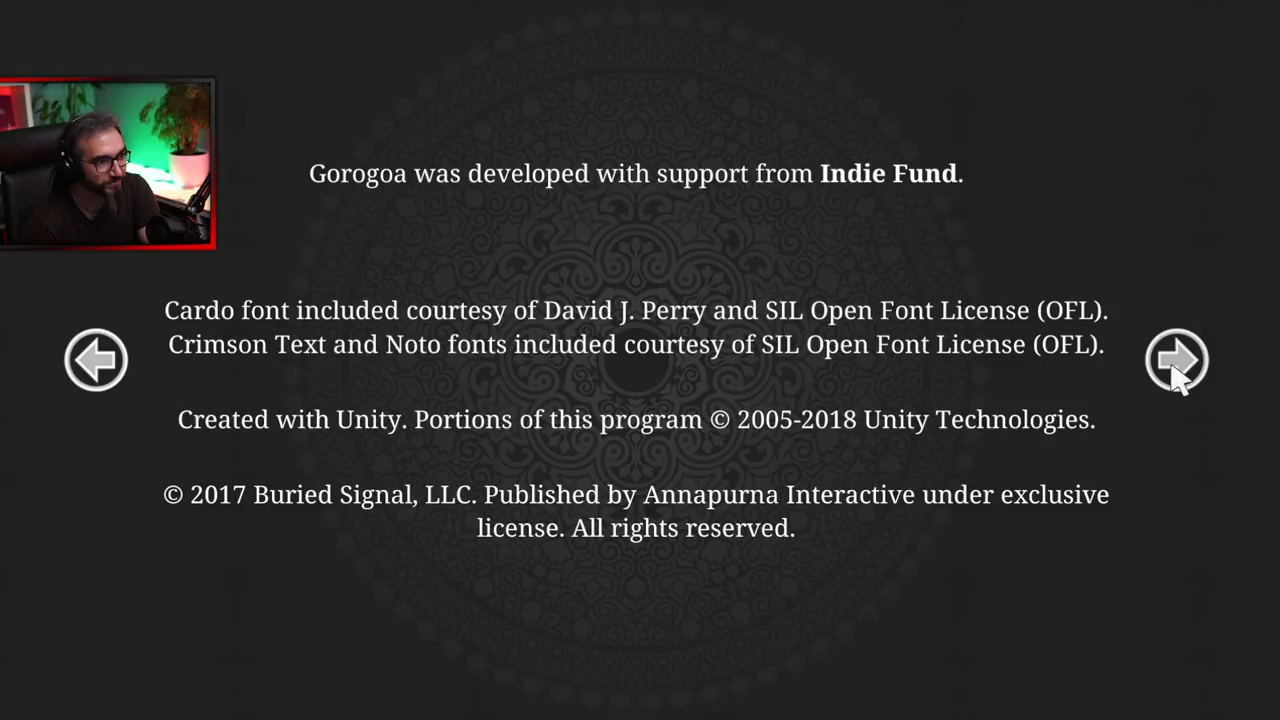 Gorogoa was developed with support from Indie Fund.
Cardo font included courtesy of David J. Perry and SIL Open Font License (OFL).
Crimson Text and Noto fonts included courtesy of SIL Open Font License (OFL).
Created with Unity. Portions of this program © 2005-2018 Unity Technologies.
© 2017 Buried Signal, LLC. Published by Annapurna Interactive under exclusive
license. All rights reserved.